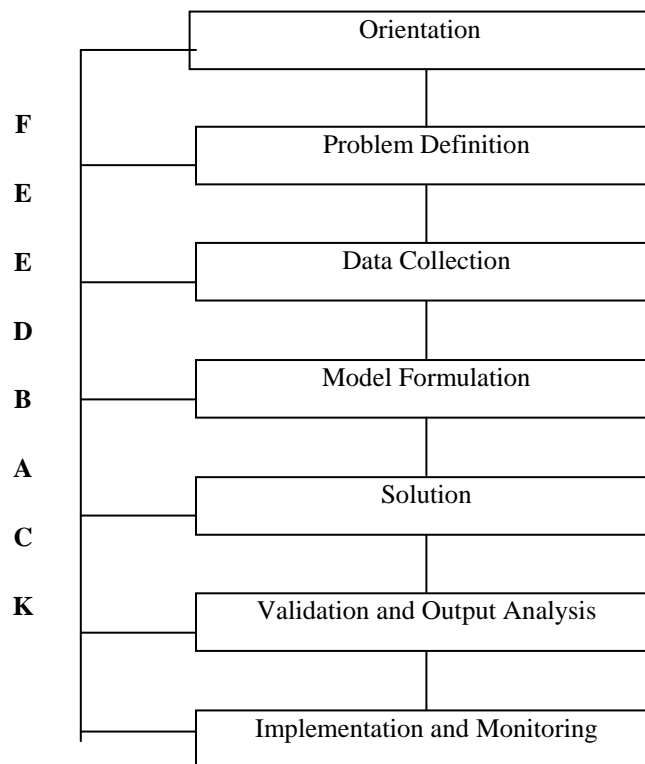 Orientation
F
Problem Definition
E
E
Data Collection
D
Model Formulation
B
A
Solution
C
K
Validation and Output Analysis
Implementation and Monitoring